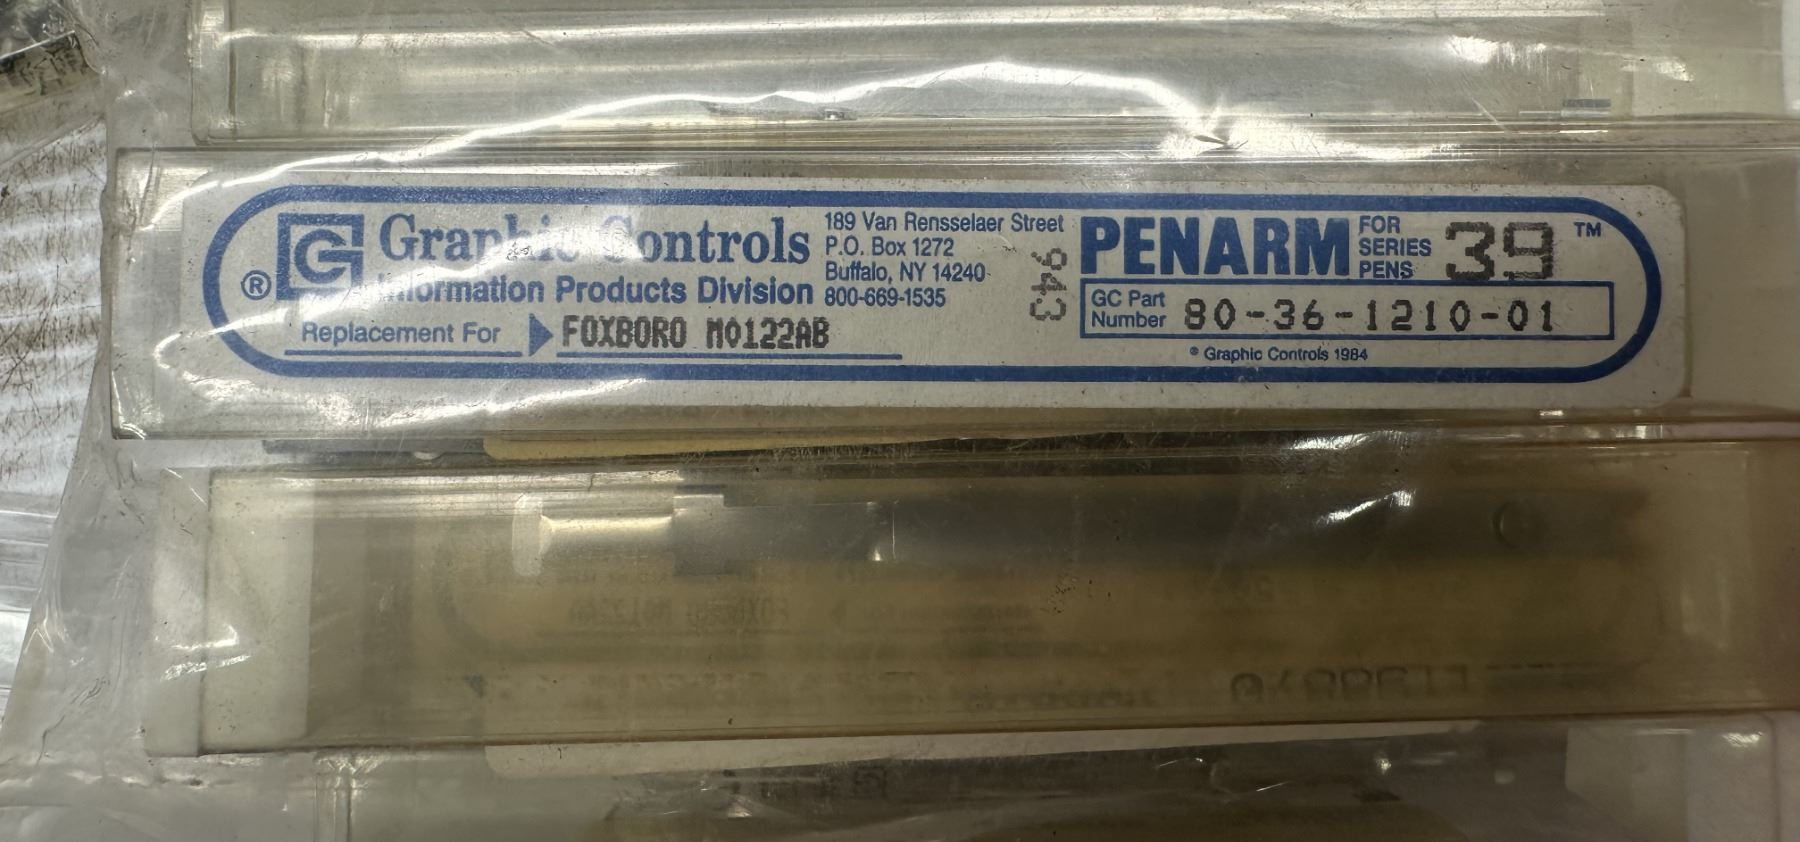 GC Graphic Controls
®
Information Products Division
Replacement For FOXBORO M0122AB
189 Van Rensselaer Street
P.O. Box 1272
Buffalo, NY 14240
800-669-1535
943
PENARM FOR SERIES PENS 39 ™
GC Part Number 80-36-1210-01
© Graphic Controls 1984